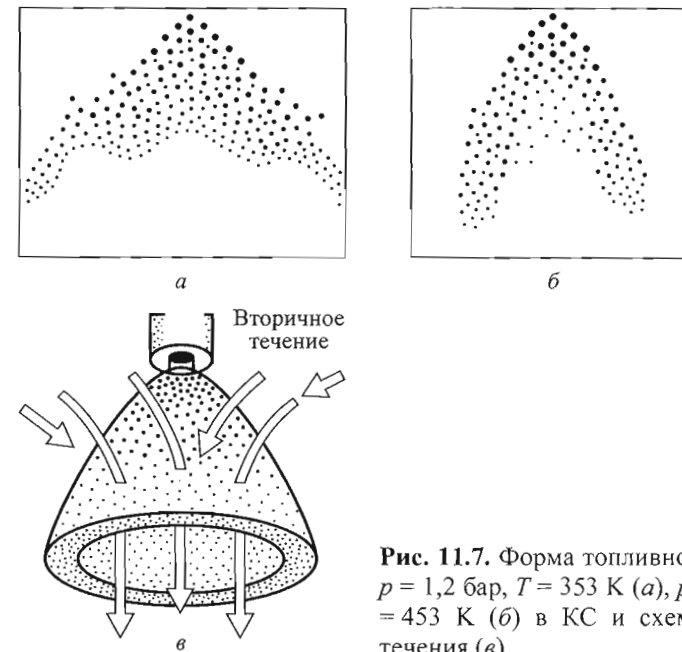 а
б
Вторичное
течение
в
Рис. 11.7. Форма топливно
p = 1,2 бар, T = 353 К (а), p
= 453 К (б) в КС и схем
течения (в)